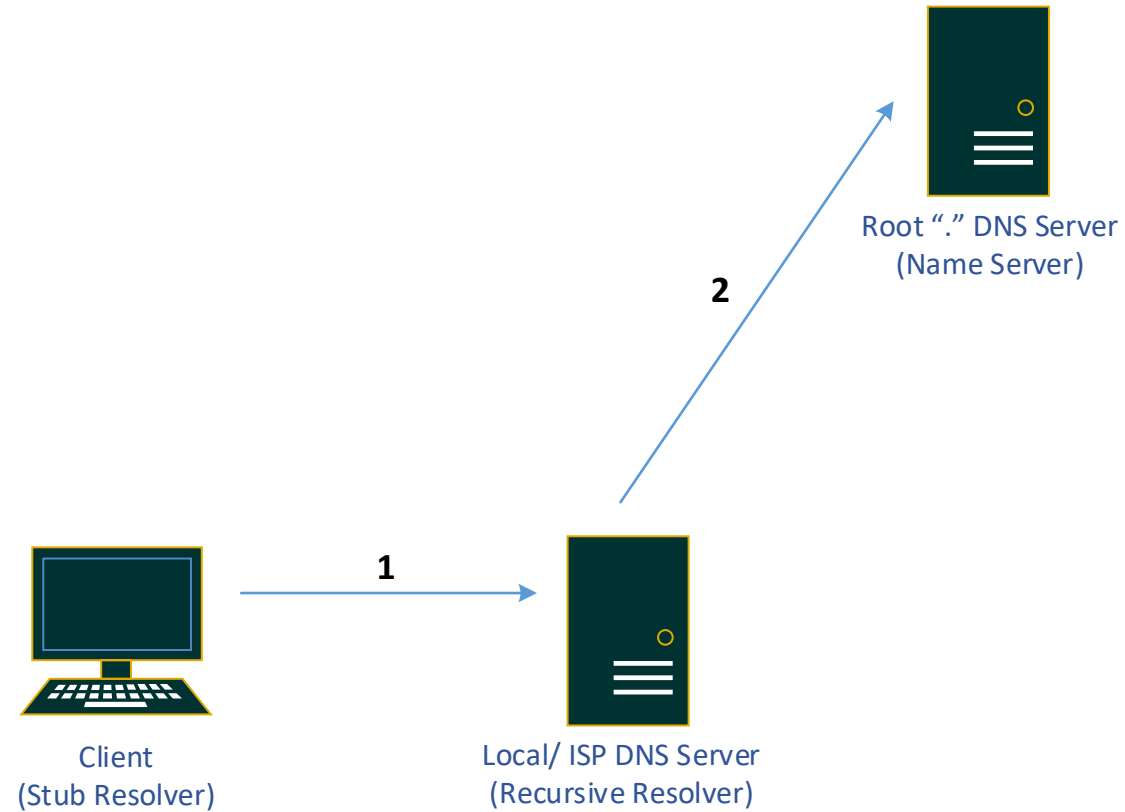 Root “.” DNS Server
(Name Server)
2
1
Client
(Stub Resolver)
Local/ ISP DNS Server
(Recursive Resolver)